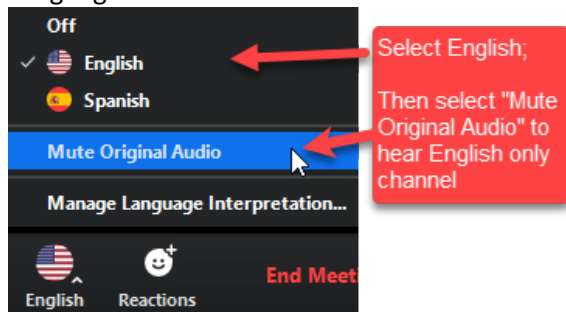 Off
English
Spanish
Mute Original Audio
Manage Language Interpretation...
English
Reactions
End Meet
Select English;
Then select "Mute
Original Audio" to
hear English only
channel